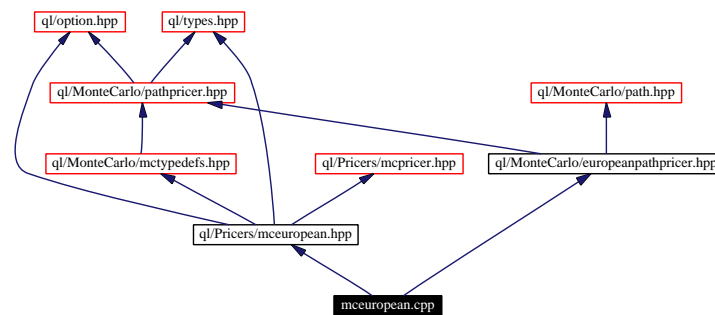 ql/option.hpp
ql/types.hpp
ql/MonteCarlo/pathpricer.hpp
ql/MonteCarlo/path.hpp
ql/MonteCarlo/mctypedefs.hpp
ql/Pricers/mcpricer.hpp
ql/MonteCarlo/europeanpathpricer.hpp
ql/Pricers/mceuropean.hpp
mceuropean.cpp